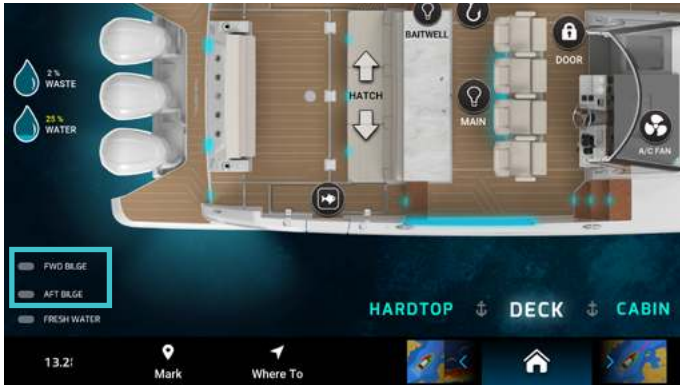 BAITWELL
DOOR
2 %
WASTE
HATCH
25 %
WATER
MAIN
A/C FAN
FWD BILGE
AFT BILGE
FRESH WATER
HARDTOP
DECK
CABIN
Mark
Where To